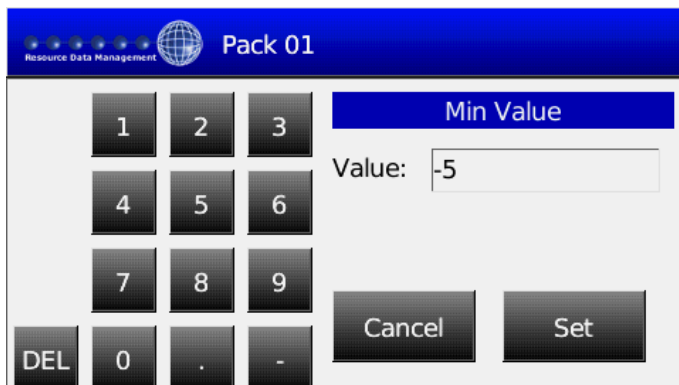 Resource Data Management
Pack 01
Min Value
Value: -5
1 2 3
4 5 6
7 8 9
DEL 0 . -
Cancel Set